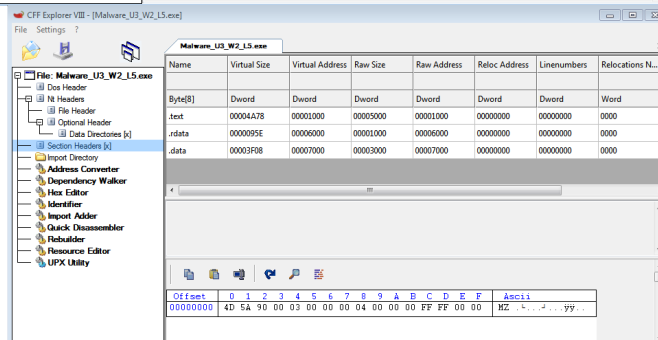 CFF Explorer VIII - [Malware_U3_W2_L5.exe]
File Settings ?
Malware_U3_W2_L5.exe
File: Malware_U3_W2_L5.exe
Dos Header
Nt Headers
File Header
Optional Header
Data Directories [x]
Section Headers [x]
Import Directory
Address Converter
Dependency Walker
Hex Editor
Identifier
Import Adder
Quick Disassembler
Rebuilder
Resource Editor
UPX Utility
Name Virtual Size Virtual Address Raw Size Raw Address Reloc Address Linenumbers Relocations N...
Byte[8] Dword Dword Dword Dword Dword Dword Word
.text 00004A78 00001000 00005000 00001000 00000000 00000000 0000
.rdata 0000095E 00006000 00001000 00006000 00000000 00000000 0000
.data 00003F08 00007000 00003000 00007000 00000000 00000000 0000
Offset 0 1 2 3 4 5 6 7 8 9 A B C D E F Ascii
00000000 4D 5A 90 00 03 00 00 00 04 00 00 00 FF FF 00 00 MZ